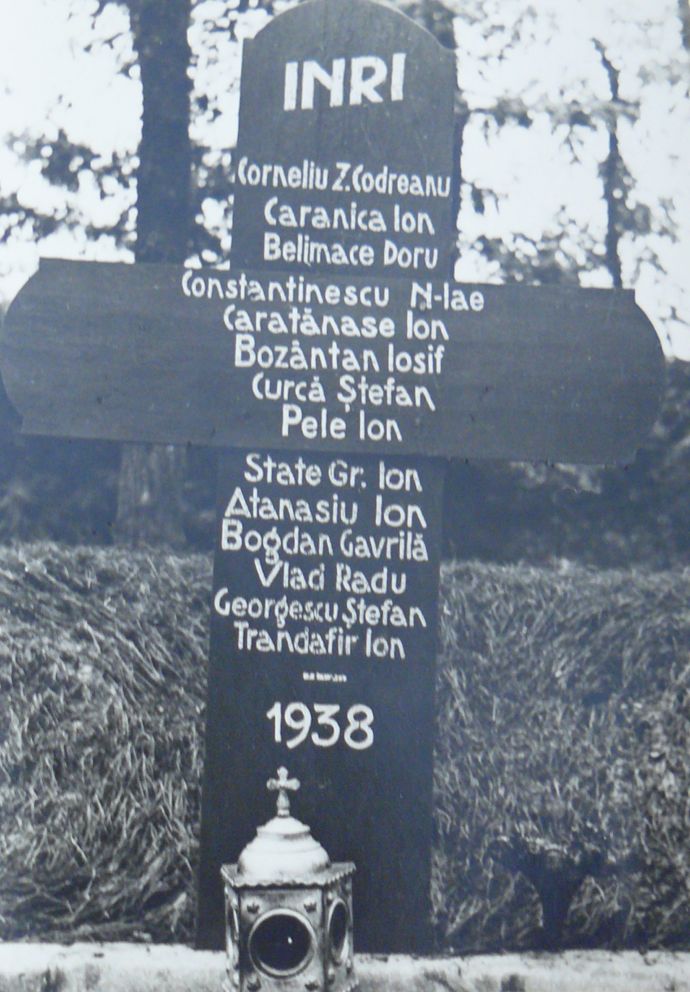 INRI
Corneliu Z. Codreanu
Caranica Ion
Belimace Doru
Constantinescu N-lae
Caratănase Ion
Bozântan Iosif
Curcă Ștefan
Pele Ion
State Gr. Ion
Atanasiu Ion
Bogdan Gavrilă
Vlad Radu
Georgescu Ștefan
Trandafir Ion
1938